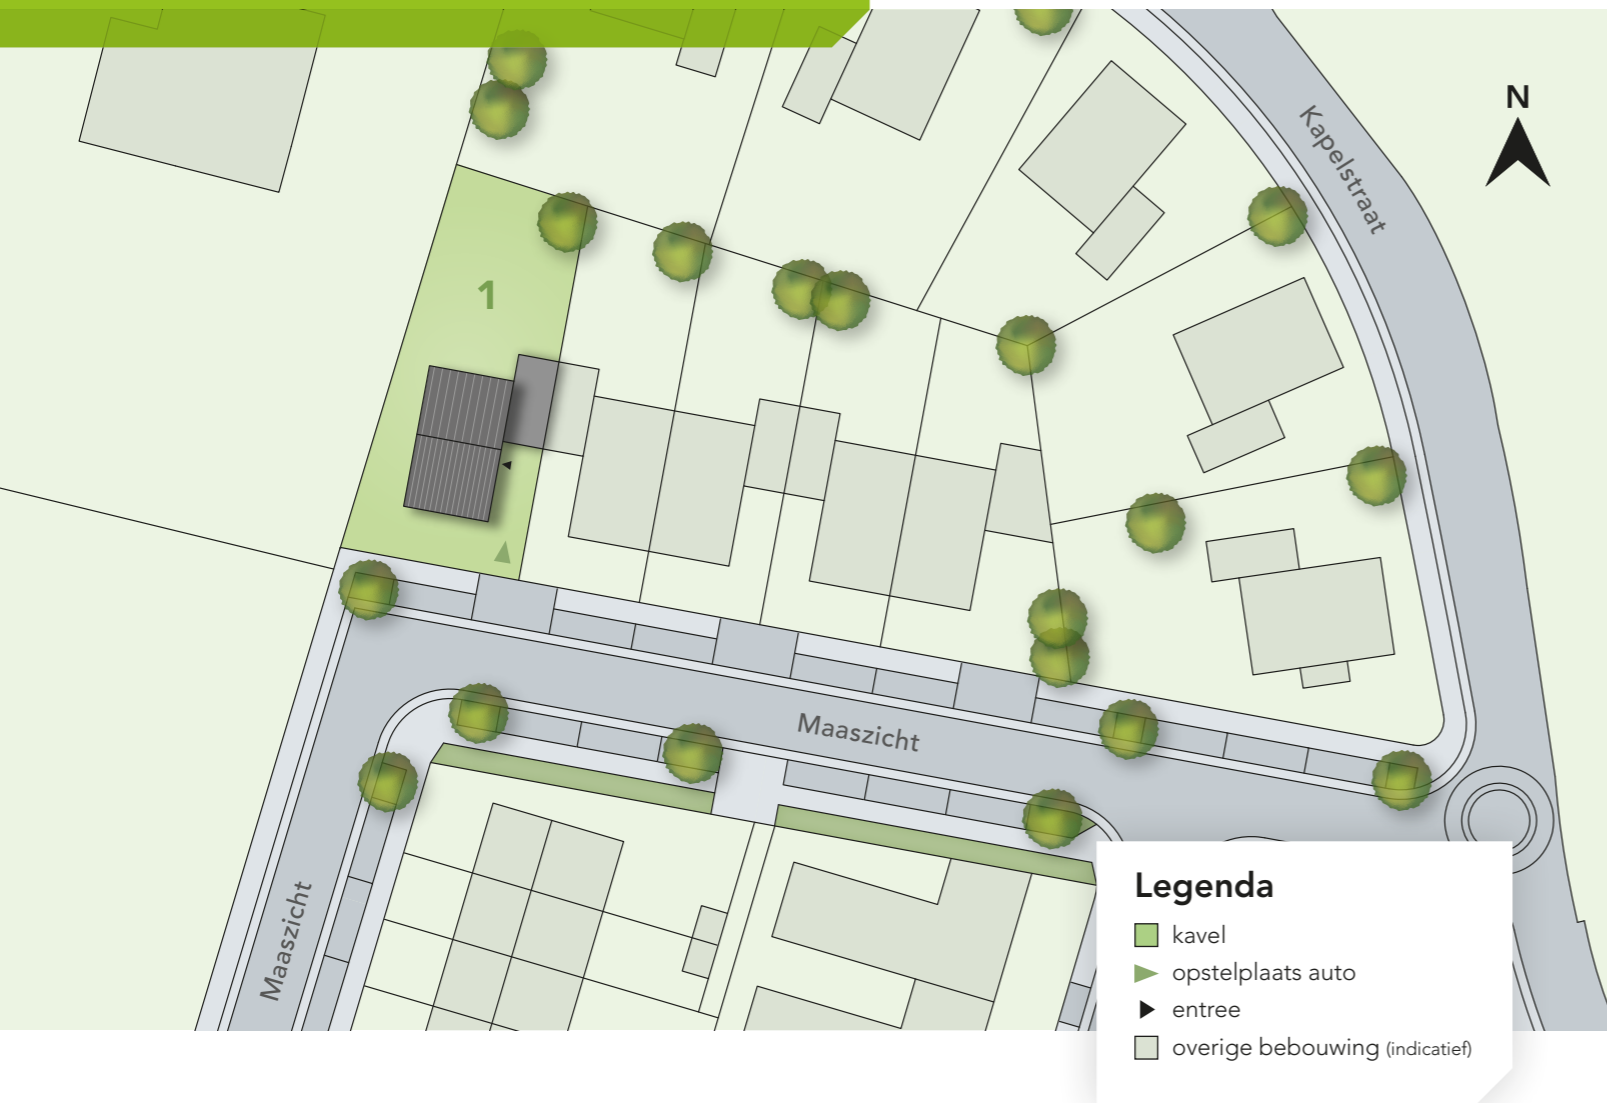 N
Kapelstraat
1
Maaszicht
Maaszicht
Legenda
kavel
opstelplaats auto
entree
overige bebouwing (indicatief)